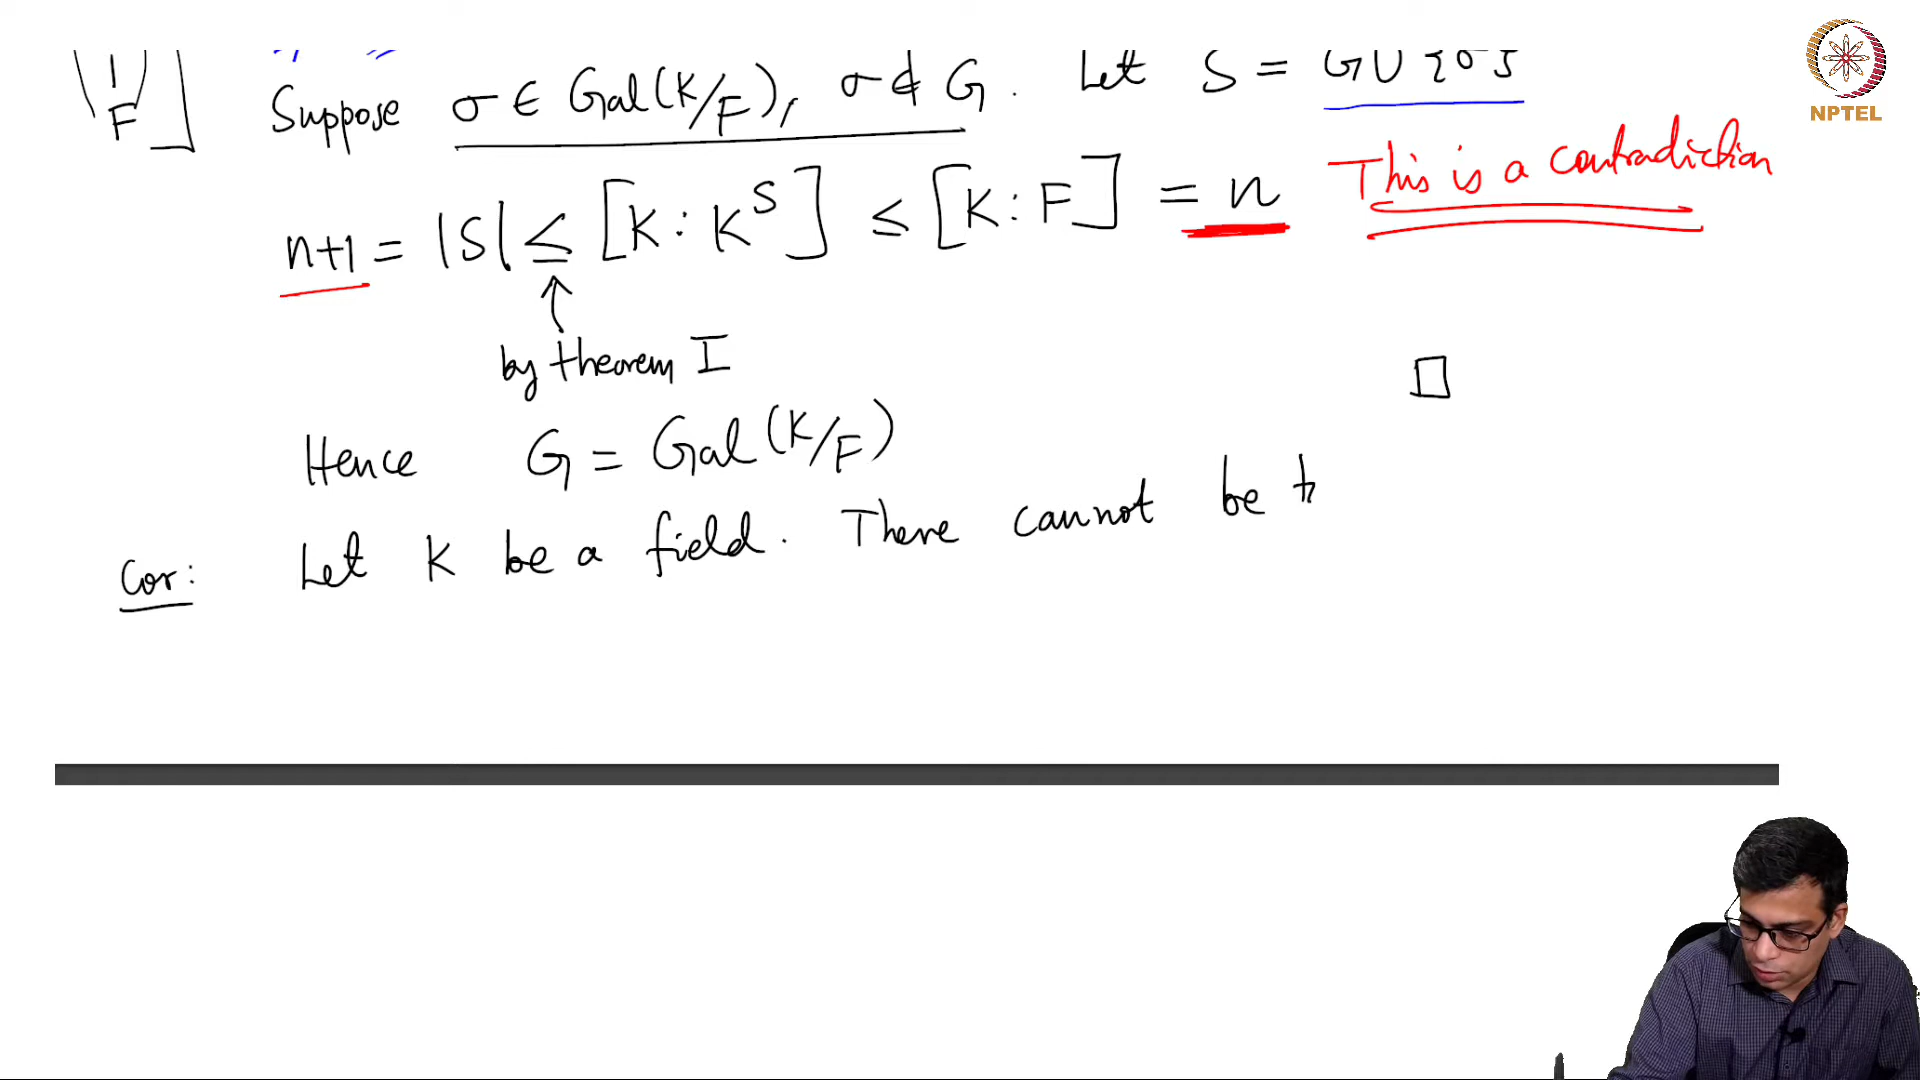 Suppose σ ∈ Gal(K/F), σ ∉ G. Let S = G ∪ {σ}
F
NPTEL
This is a contradiction
n+1 = |S| ≤ [K : K^S] ≤ [K : F] = n
↑
by theorem I
□
Hence G = Gal(K/F)
Cor: Let K be a field. There cannot be